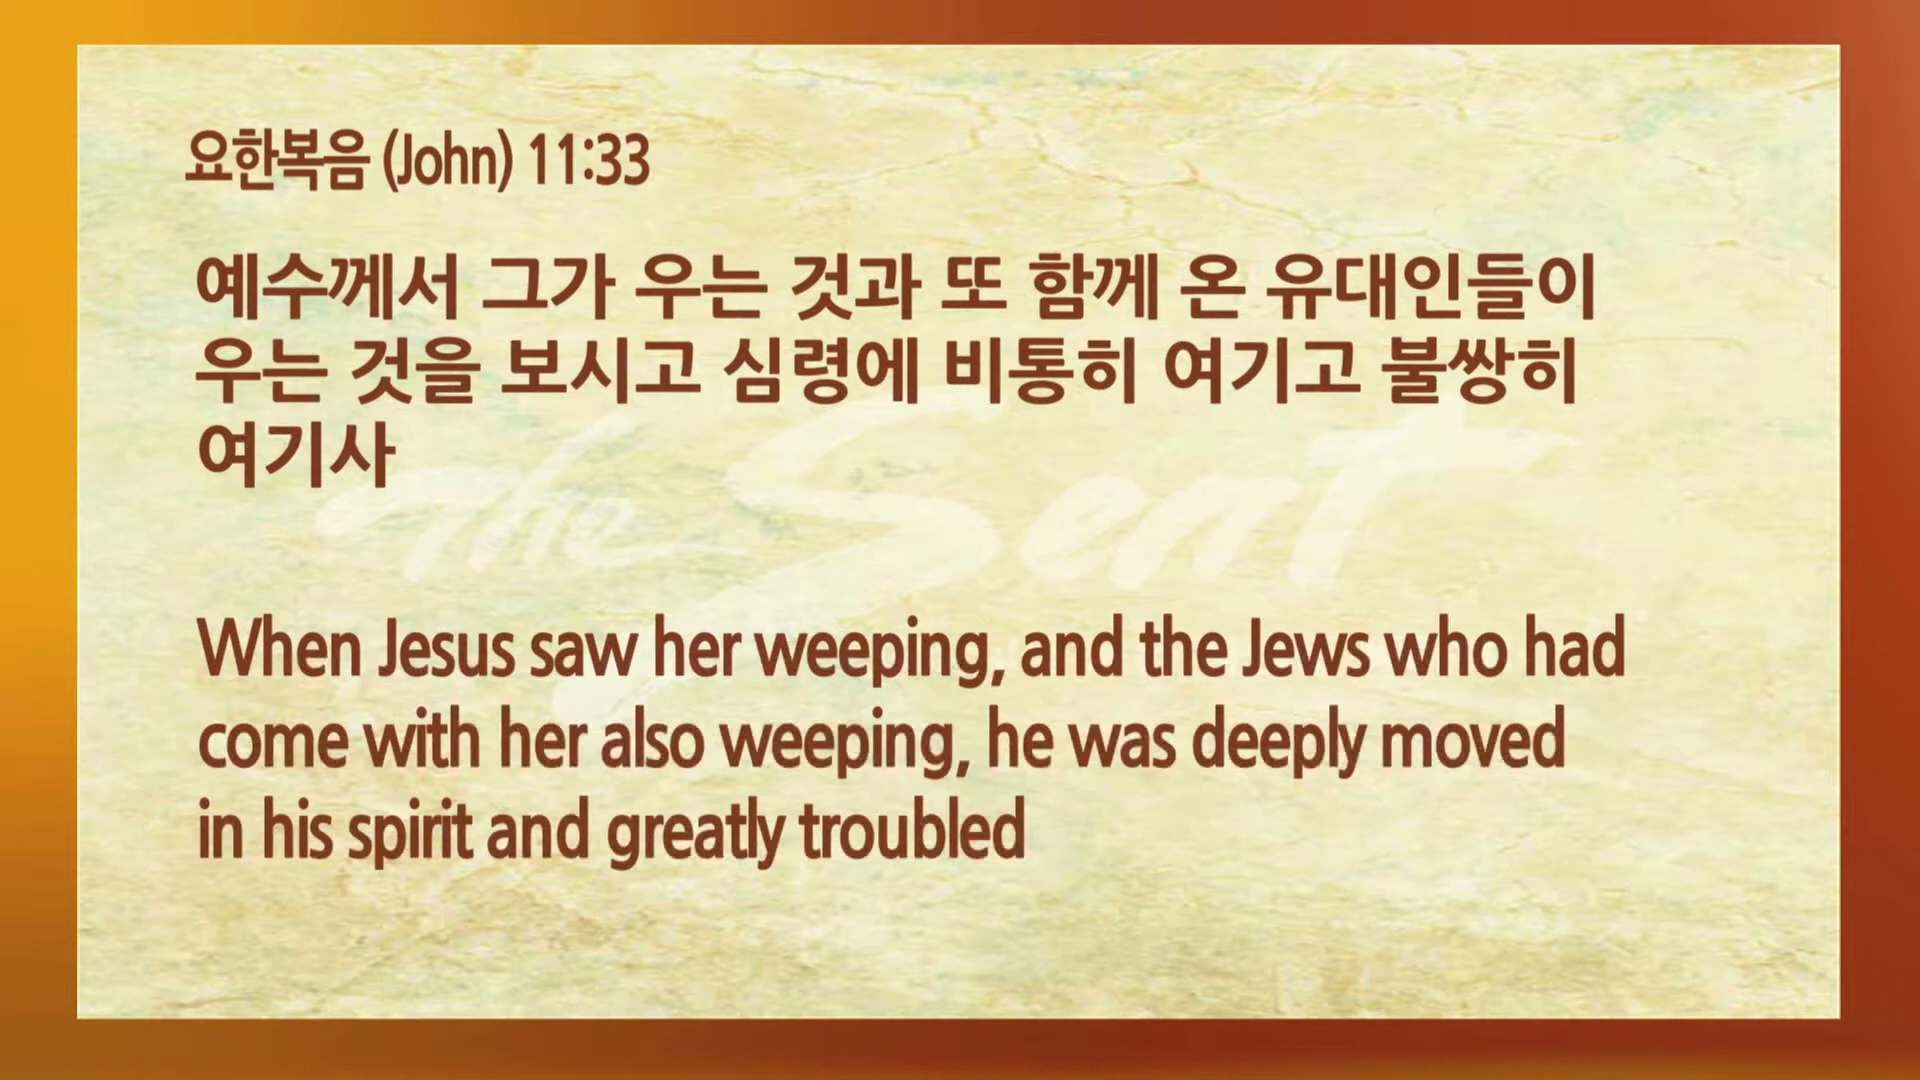 요한복음 (John) 11:33
예수께서 그가 우는 것과 또 함께 온 유대인들이
우는 것을 보시고 심령에 비통히 여기고 불쌍히
여기사
The Sent
When Jesus saw her weeping, and the Jews who had
come with her also weeping, he was deeply moved
in his spirit and greatly troubled